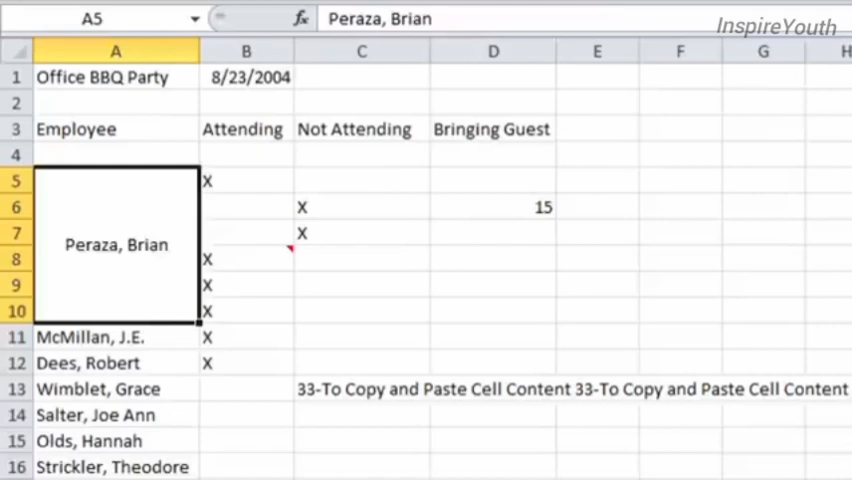 A5 fx Peraza, Brian
InspireYouth
A B C D E F G H
1 Office BBQ Party 8/23/2004
2
3 Employee Attending Not Attending Bringing Guest
4
5 X
6 X 15
7 X
Peraza, Brian
8 X
9 X
10 X
11 McMillan, J.E. X
12 Dees, Robert X
13 Wimblet, Grace 33-To Copy and Paste Cell Content 33-To Copy and Paste Cell Content
14 Salter, Joe Ann
15 Olds, Hannah
16 Strickler, Theodore